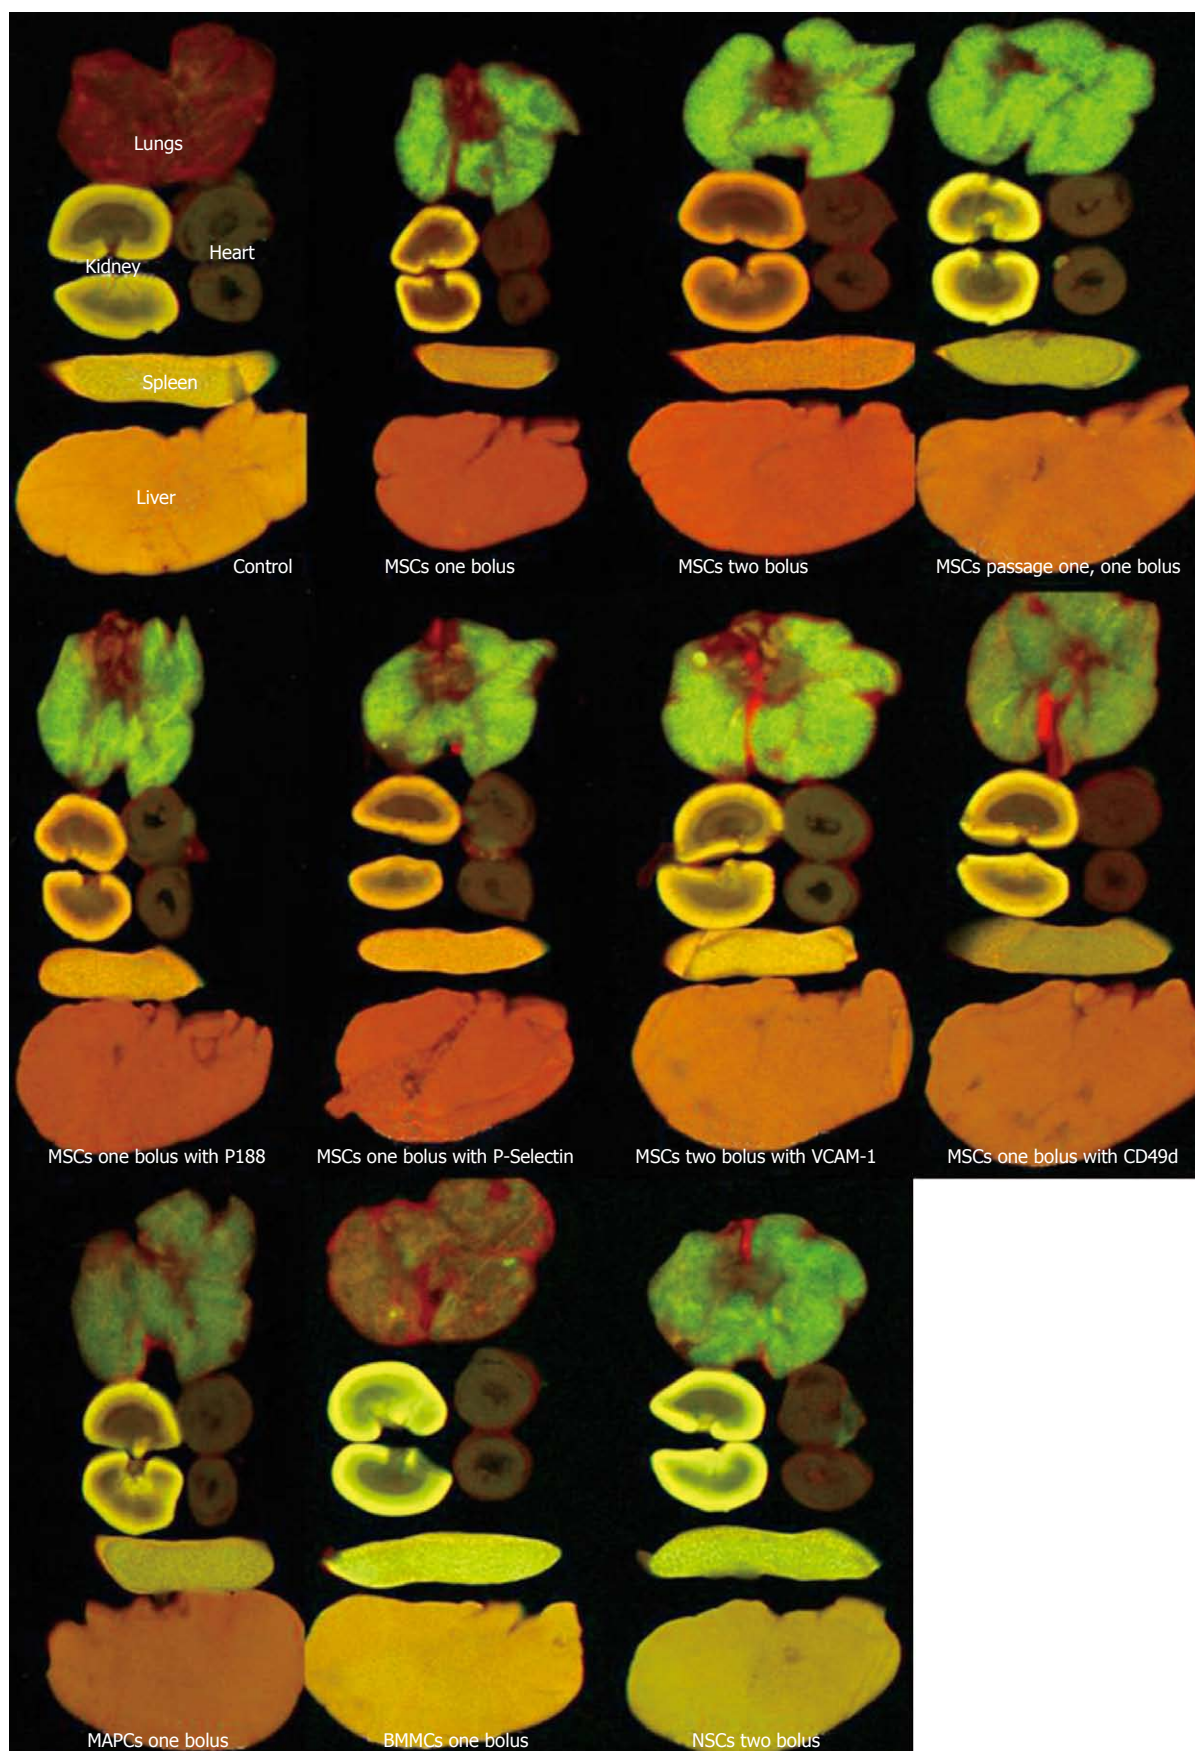 Lungs
Heart
Kidney
Spleen
Liver
Control
MSCs one bolus
MSCs two bolus
MSCs passage one, one bolus
MSCs one bolus with P188
MSCs one bolus with P-Selectin
MSCs two bolus with VCAM-1
MSCs one bolus with CD49d
MAPCs one bolus
BMMCs one bolus
NSCs two bolus